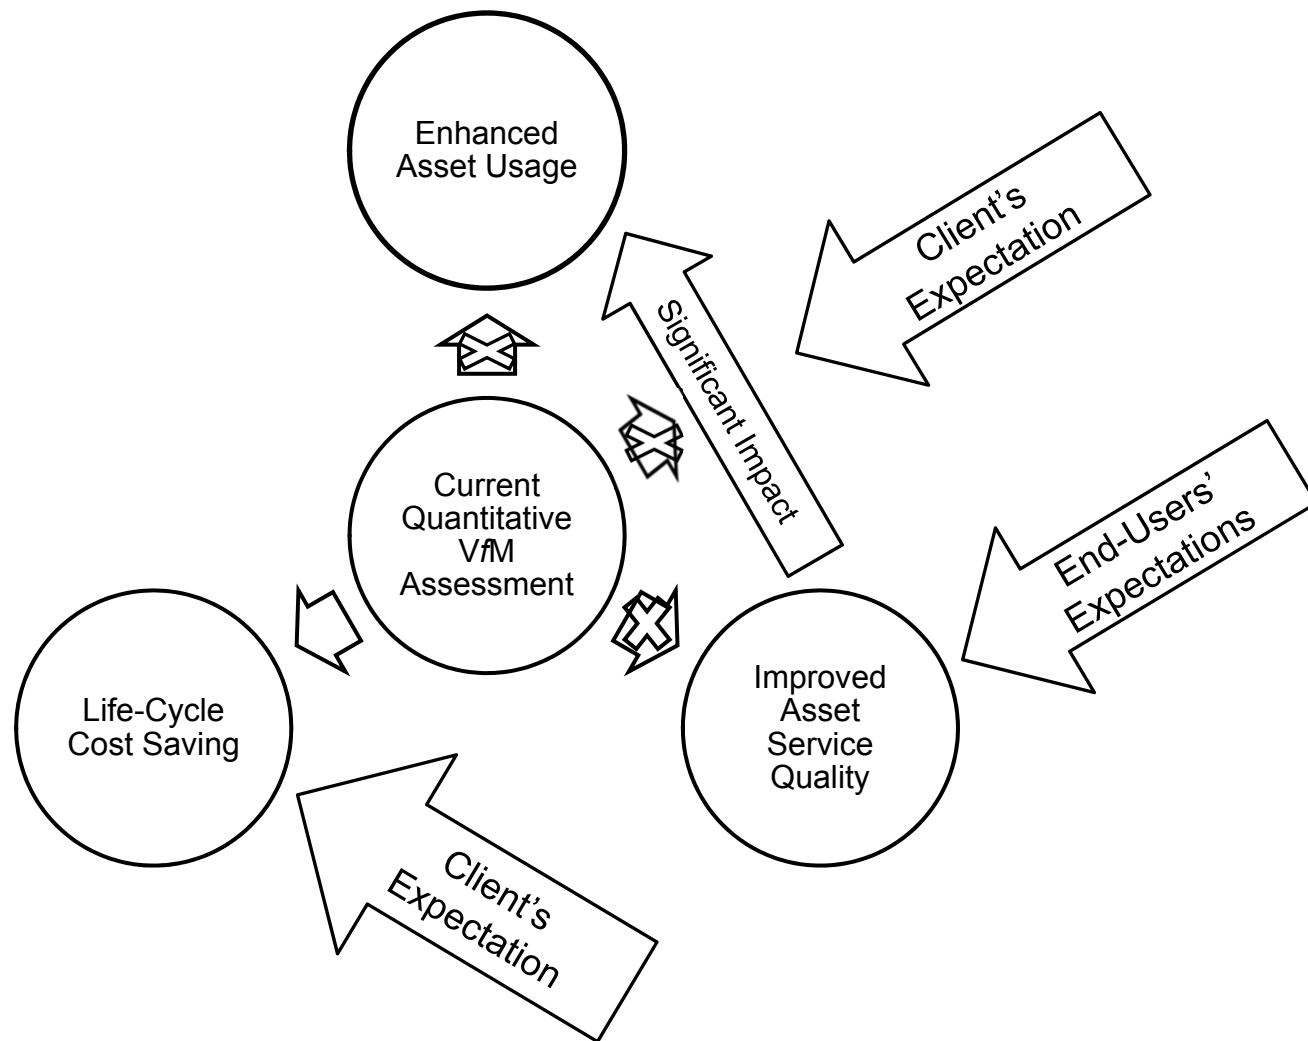 Enhanced
Asset Usage
Client's
Expectation
Significant Impact
Current
Quantitative
VfM
Assessment
End-Users'
Expectations
Life-Cycle
Cost Saving
Improved
Asset
Service
Quality
Client's
Expectation